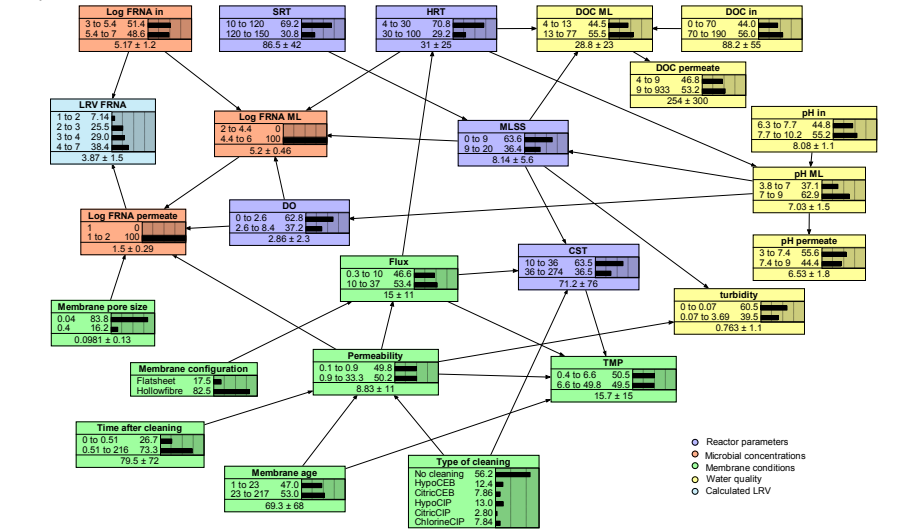 Log FRNA in
3 to 5.4 51.4
5.4 to 7 48.6
5.17 ± 1.2
SRT
10 to 120 69.2
120 to 150 30.8
86.5 ± 42
HRT
4 to 30 70.8
30 to 100 29.2
31 ± 25
DOC ML
4 to 13 44.5
13 to 77 55.5
28.8 ± 23
DOC in
0 to 70 44.0
70 to 190 56.0
88.2 ± 55
DOC permeate
4 to 9 46.8
9 to 933 53.2
254 ± 300
LRV FRNA
1 to 2 7.14
2 to 3 25.5
3 to 4 29.0
4 to 7 38.4
3.87 ± 1.5
Log FRNA ML
2 to 4.4 0
4.4 to 6 100
5.2 ± 0.46
MLSS
0 to 9 63.6
9 to 20 36.4
8.14 ± 5.6
pH in
6.3 to 7.7 44.8
7.7 to 10.2 55.2
8.08 ± 1.1
pH ML
3.8 to 7 37.1
7 to 9 62.9
7.03 ± 1.5
Log FRNA permeate
1 0
1 to 2 100
1.5 ± 0.29
DO
0 to 2.6 62.8
2.6 to 8.4 37.2
2.86 ± 2.3
pH permeate
3 to 7.4 55.6
7.4 to 9 44.4
6.53 ± 1.8
CST
10 to 36 63.5
36 to 274 36.5
71.2 ± 76
Flux
0.3 to 10 46.6
10 to 37 53.4
15 ± 11
turbidity
0 to 0.07 60.5
0.07 to 3.69 39.5
0.763 ± 1.1
Membrane pore size
0.04 83.8
0.4 16.2
0.0981 ± 0.13
Permeability
0.1 to 0.9 49.8
0.9 to 33.3 50.2
8.83 ± 11
TMP
0.4 to 6.6 50.5
6.6 to 49.8 49.5
15.7 ± 15
Membrane configuration
Flatsheet 17.5
Hollowfibre 82.5
Time after cleaning
0 to 0.51 26.7
0.51 to 216 73.3
79.5 ± 72
Membrane age
1 to 23 47.0
23 to 217 53.0
69.3 ± 68
Type of cleaning
No cleaning 56.2
HypoCEB 12.4
CitricCEB 7.86
HypoCIP 13.0
CitricCIP 2.80
ChlorineCIP 7.84
Reactor parameters
Microbial concentrations
Membrane conditions
Water quality
Calculated LRV